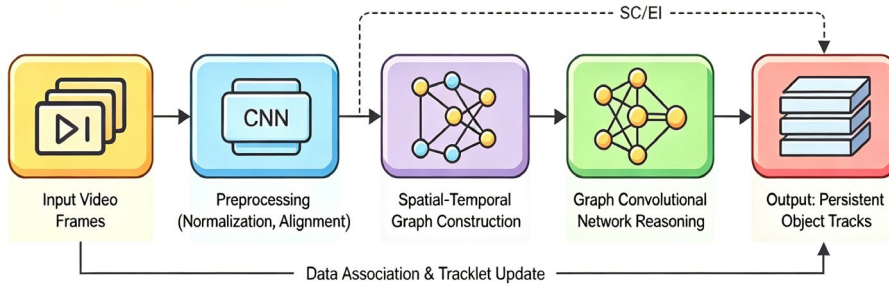 SC/EI
CNN
Input Video
Frames
Preprocessing
(Normalization, Alignment)
Spatial-Temporal
Graph Construction
Graph Convolutional
Network Reasoning
Output: Persistent
Object Tracks
Data Association & Tracklet Update